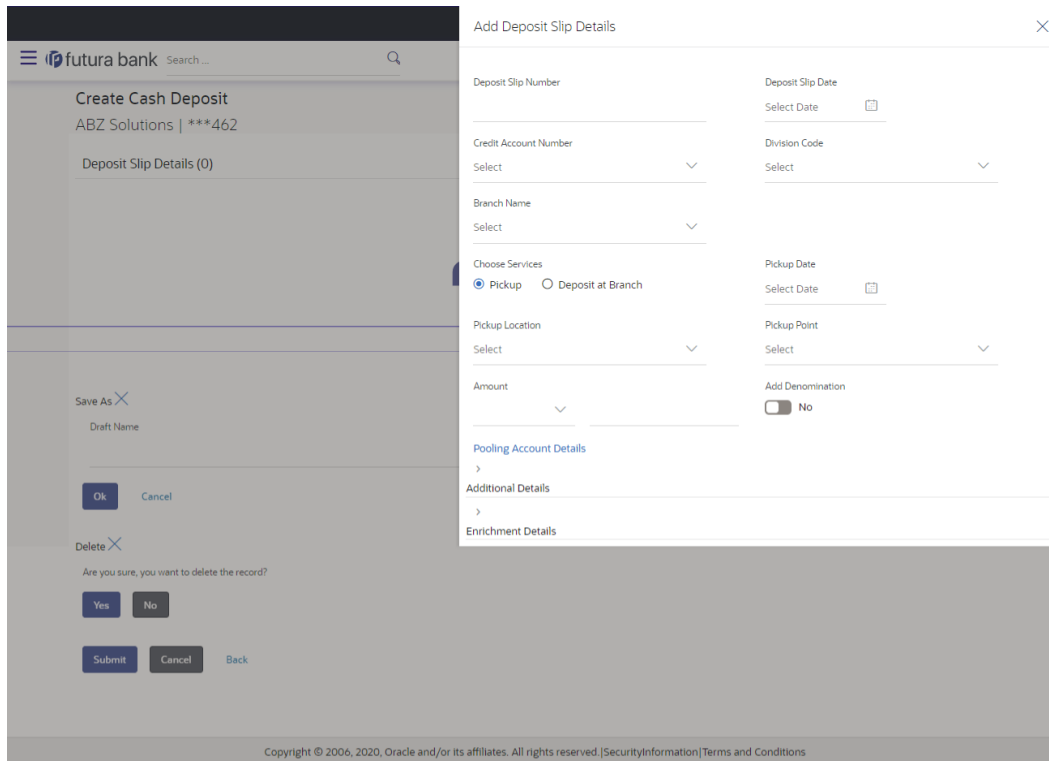 Add Deposit Slip Details
futura bank Search ...
Create Cash Deposit
ABZ Solutions | ***462
Deposit Slip Details (0)
Deposit Slip Number Deposit Slip Date
Select Date
Credit Account Number Division Code
Select Select
Branch Name
Select
Choose Services Pickup Date
Pickup Deposit at Branch Select Date
Pickup Location Pickup Point
Select Select
Amount Add Denomination
No
Pooling Account Details
Additional Details
Enrichment Details
Save As
Draft Name
Ok Cancel
Delete
Are you sure, you want to delete the record?
Yes No
Submit Cancel Back
Copyright © 2006, 2020, Oracle and/or its affiliates. All rights reserved.|SecurityInformation|Terms and Conditions